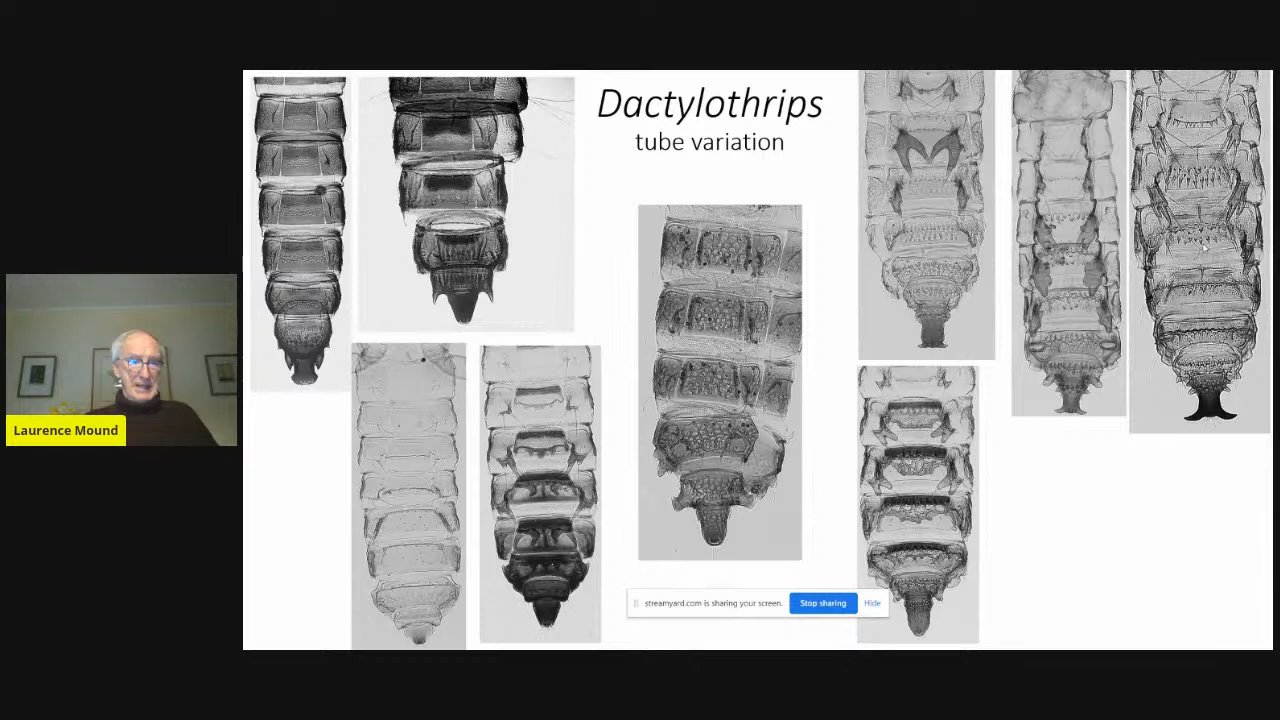 Dactylothrips
tube variation
Laurence Mound
streamyard.com is sharing your screen.
Stop sharing
Hide